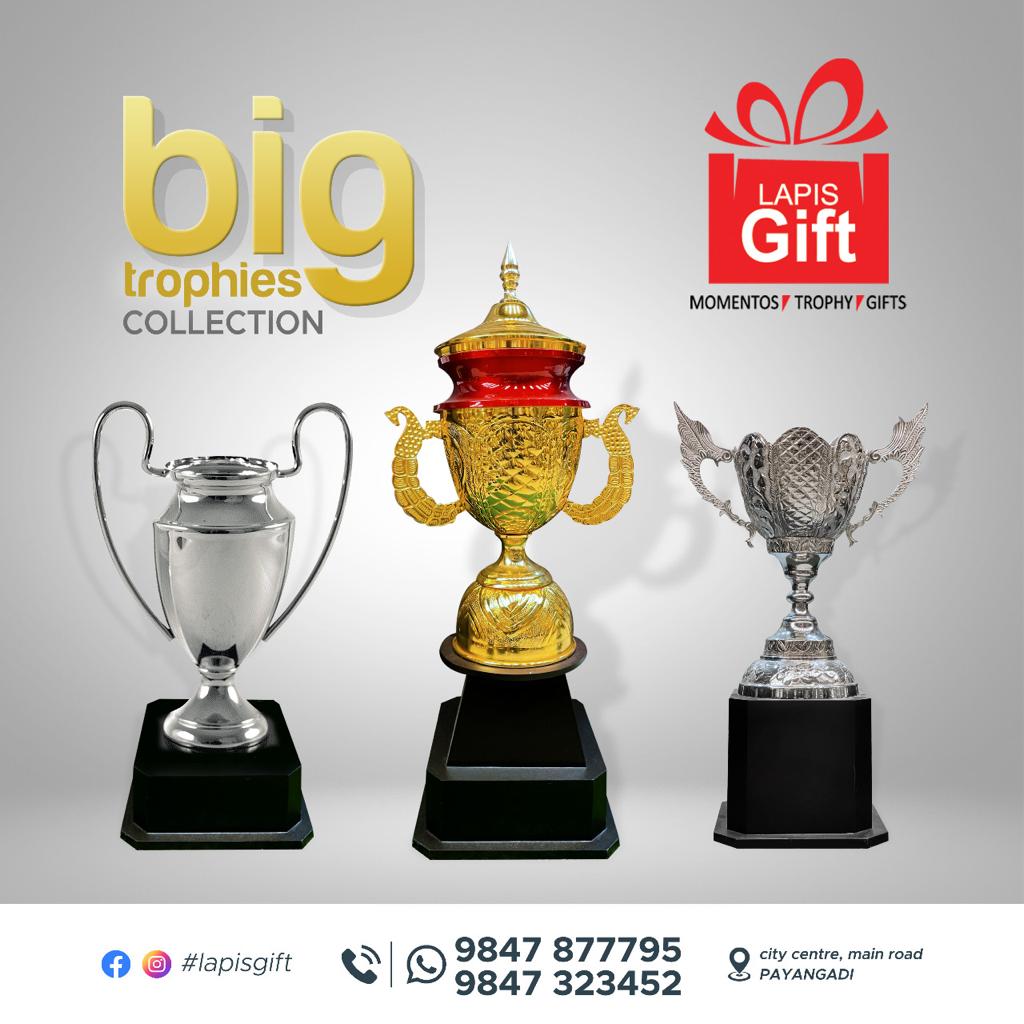 big
trophies
COLLECTION
LAPIS
Gift
MOMENTOS TROPHY GIFTS
#lapisgift
9847 877795
9847 323452
city centre, main road
PAYANGADI